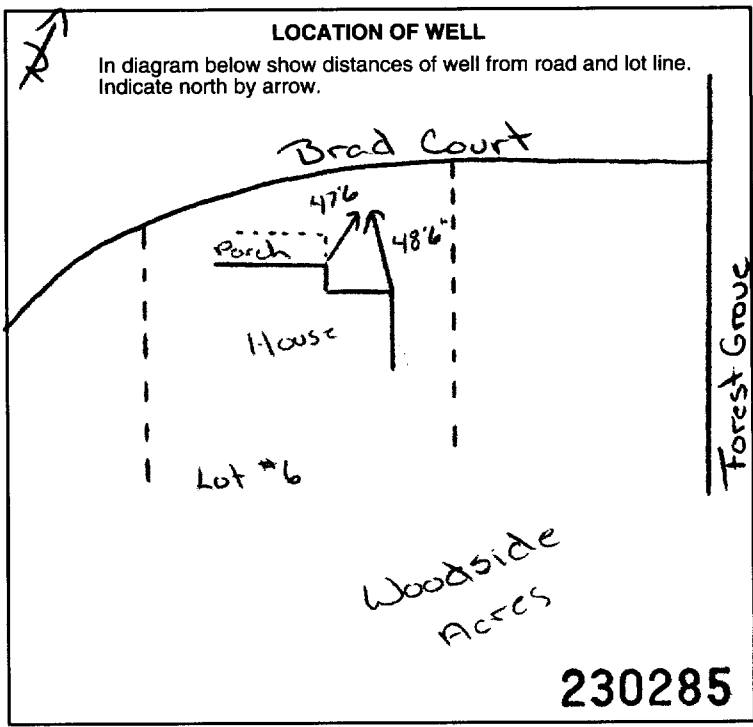 N
LOCATION OF WELL
In diagram below show distances of well from road and lot line.
Indicate north by arrow.
Brad Court
47'6
48'6"
Porch
House
Forest Grove
Lot #6
Woodside
Acres
230285